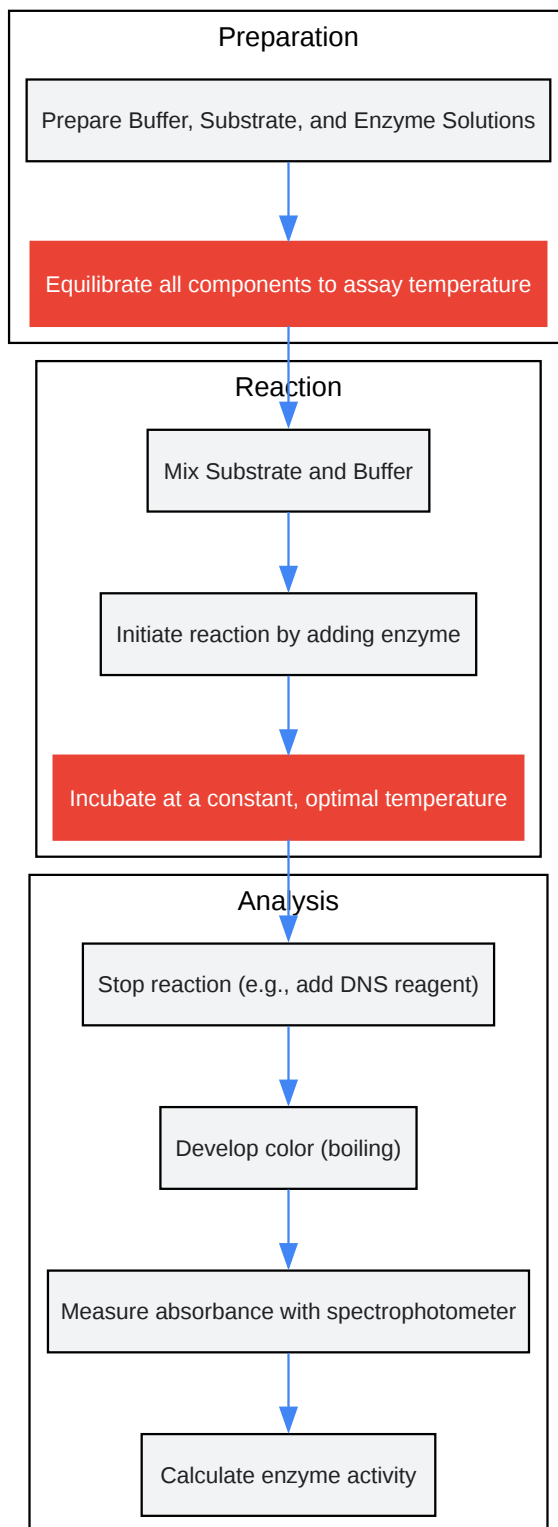 Preparation
Prepare Buffer, Substrate, and Enzyme Solutions
Equilibrate all components to assay temperature
Reaction
Mix Substrate and Buffer
Initiate reaction by adding enzyme
Incubate at a constant, optimal temperature
Analysis
Stop reaction (e.g., add DNS reagent)
Develop color (boiling)
Measure absorbance with spectrophotometer
Calculate enzyme activity